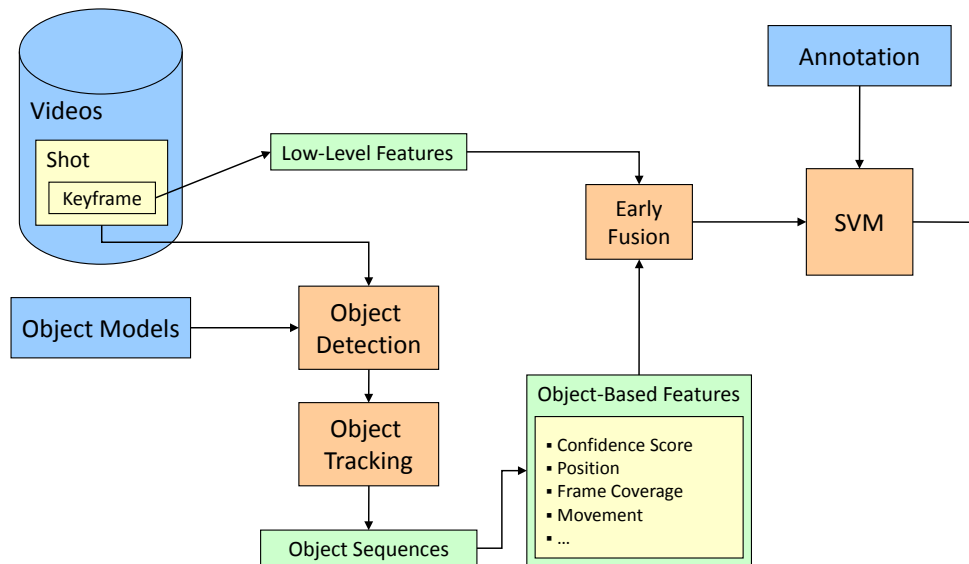 Videos
Shot
Keyframe
Low-Level Features
Annotation
Early
Fusion
SVM
Object Models
Object
Detection
Object
Tracking
Object Sequences
Object-Based Features
▪ Confidence Score
▪ Position
▪ Frame Coverage
▪ Movement
▪ ...